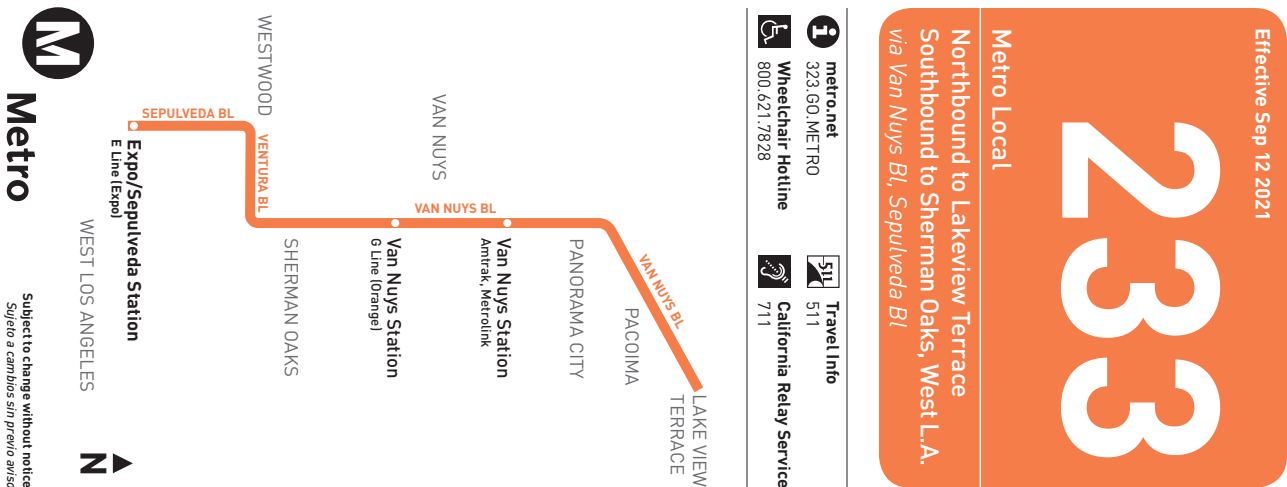 Effective Sep 12 2021
233
Metro Local
Northbound to Lakeview Terrace
Southbound to Sherman Oaks, West L.A.
via Van Nuys Bl, Sepulveda Bl
metro.net
323.GO.METRO
Travel Info
511
511
Wheelchair Hotline
800.621.7828
California Relay Service
711
LAKE VIEW
TERRACE
VAN NUYS BL
PACOIMA
PANORAMA CITY
Van Nuys Station
Amtrak, Metrolink
VAN NUYS BL
VAN NUYS
Van Nuys Station
G Line (Orange)
SHERMAN OAKS
VENTURA BL
WESTWOOD
SEPULVEDA BL
Expo/Sepulveda Station
E Line (Expo)
WEST LOS ANGELES
N
M
Metro
Subject to change without notice
Sujeto a cambios sin previo aviso